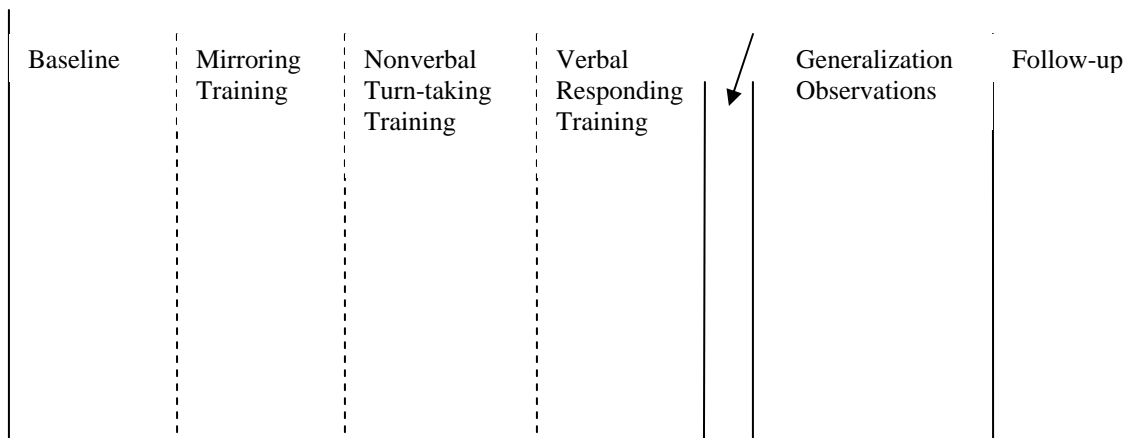 Baseline
Mirroring
Training
Nonverbal
Turn-taking
Training
Verbal
Responding
Training
Generalization
Observations
Follow-up